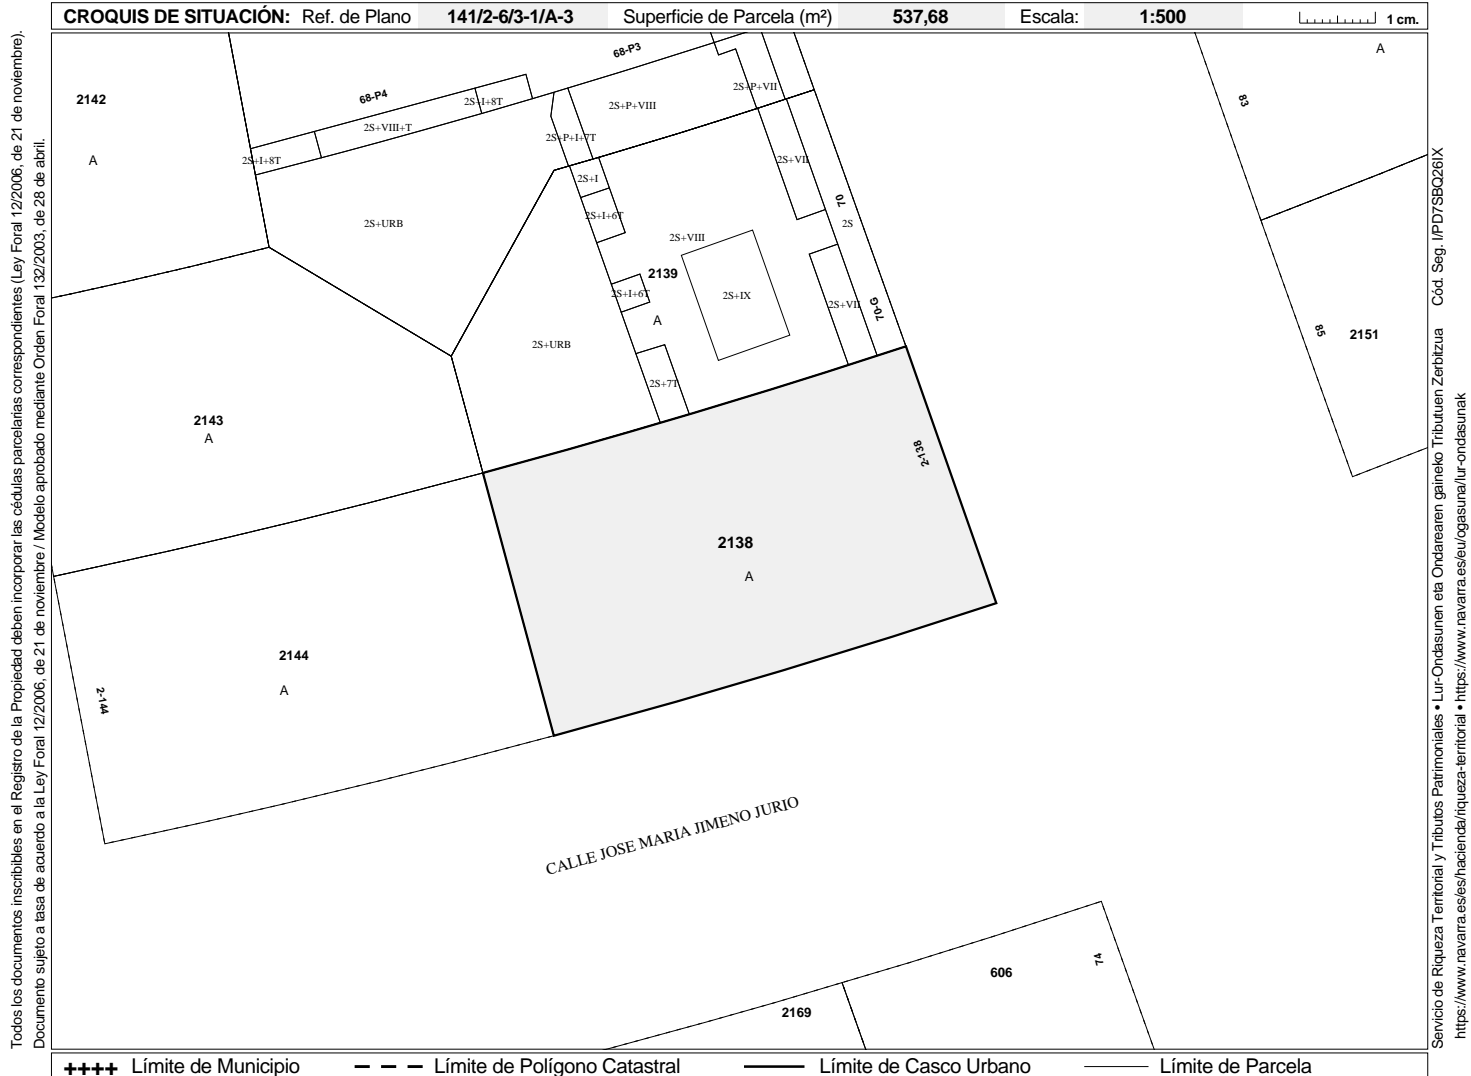 CROQUIS DE SITUACIÓN: Ref. de Plano 141/2-6/3-1/A-3 Superficie de Parcela (m²) 537,68 Escala: 1:500 1 cm.
Todos los documentos inscribibles en el Registro de la Propiedad deben incorporar las cédulas parcelarias correspondientes (Ley Foral 12/2006, de 21 de noviembre).
Documento sujeto a tasa de acuerdo a la Ley Foral 12/2006, de 21 de noviembre / Modelo aprobado mediante Orden Foral 132/2003, de 28 de abril.
68-P3
A
2142
68-P4
2S+I+8T
2S+P+VIII
2S+P+VII
83
2S+VIII+T
2S+P+I+7T
A
2S+I+8T
2S+VII
2S+I
70
2S+I+6T
2S+URB
2S
2S+VIII
2139
2S+I+6T
2S+IX
2S+VII
70-G
A
85
2151
2S+URB
2S+7T
2143
A
2-138
2138
A
2144
A
2-144
CALLE JOSE MARIA JIMENO JURIO
74
606
2169
Servicio de Riqueza Territorial y Tributos Patrimoniales • Lur-Ondasunen eta Ondarearen gaineko Tributuen Zerbitzua Cód. Seg. I/PD7SBQ26IX
https://www.navarra.es/es/hacienda/riqueza-territorial • https://www.navarra.es/eu/ogasuna/lur-ondasunak
++++ Límite de Municipio – – – Límite de Polígono Catastral —— Límite de Casco Urbano —— Límite de Parcela